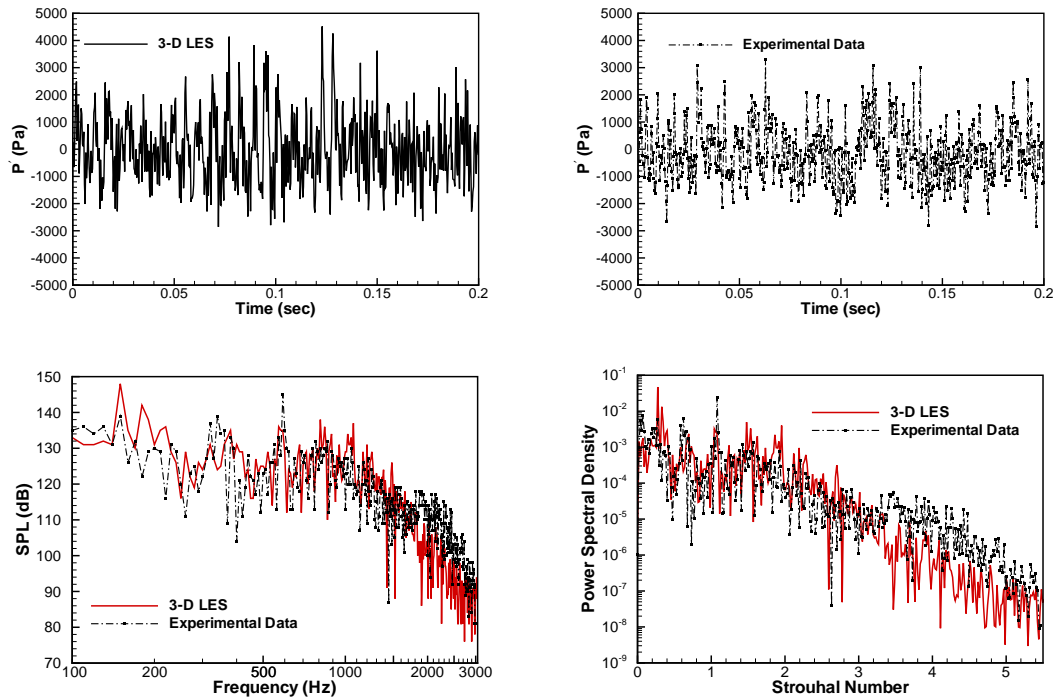 5000
4000
3000
2000
1000
0
-1000
-2000
-3000
-4000
-5000
P' (Pa)
3-D LES
0 0.05 0.1 0.15 0.2
Time (sec)
5000
4000
3000
2000
1000
0
-1000
-2000
-3000
-4000
-5000
P' (Pa)
Experimental Data
0 0.05 0.1 0.15 0.2
Time (sec)
150
140
130
120
110
100
90
80
70
SPL (dB)
3-D LES
Experimental Data
100 200 500 1000 2000 3000
Frequency (Hz)
10-1
10-2
10-3
10-4
10-5
10-6
10-7
10-8
10-9
Power Spectral Density
3-D LES
Experimental Data
0 1 2 3 4 5
Strouhal Number